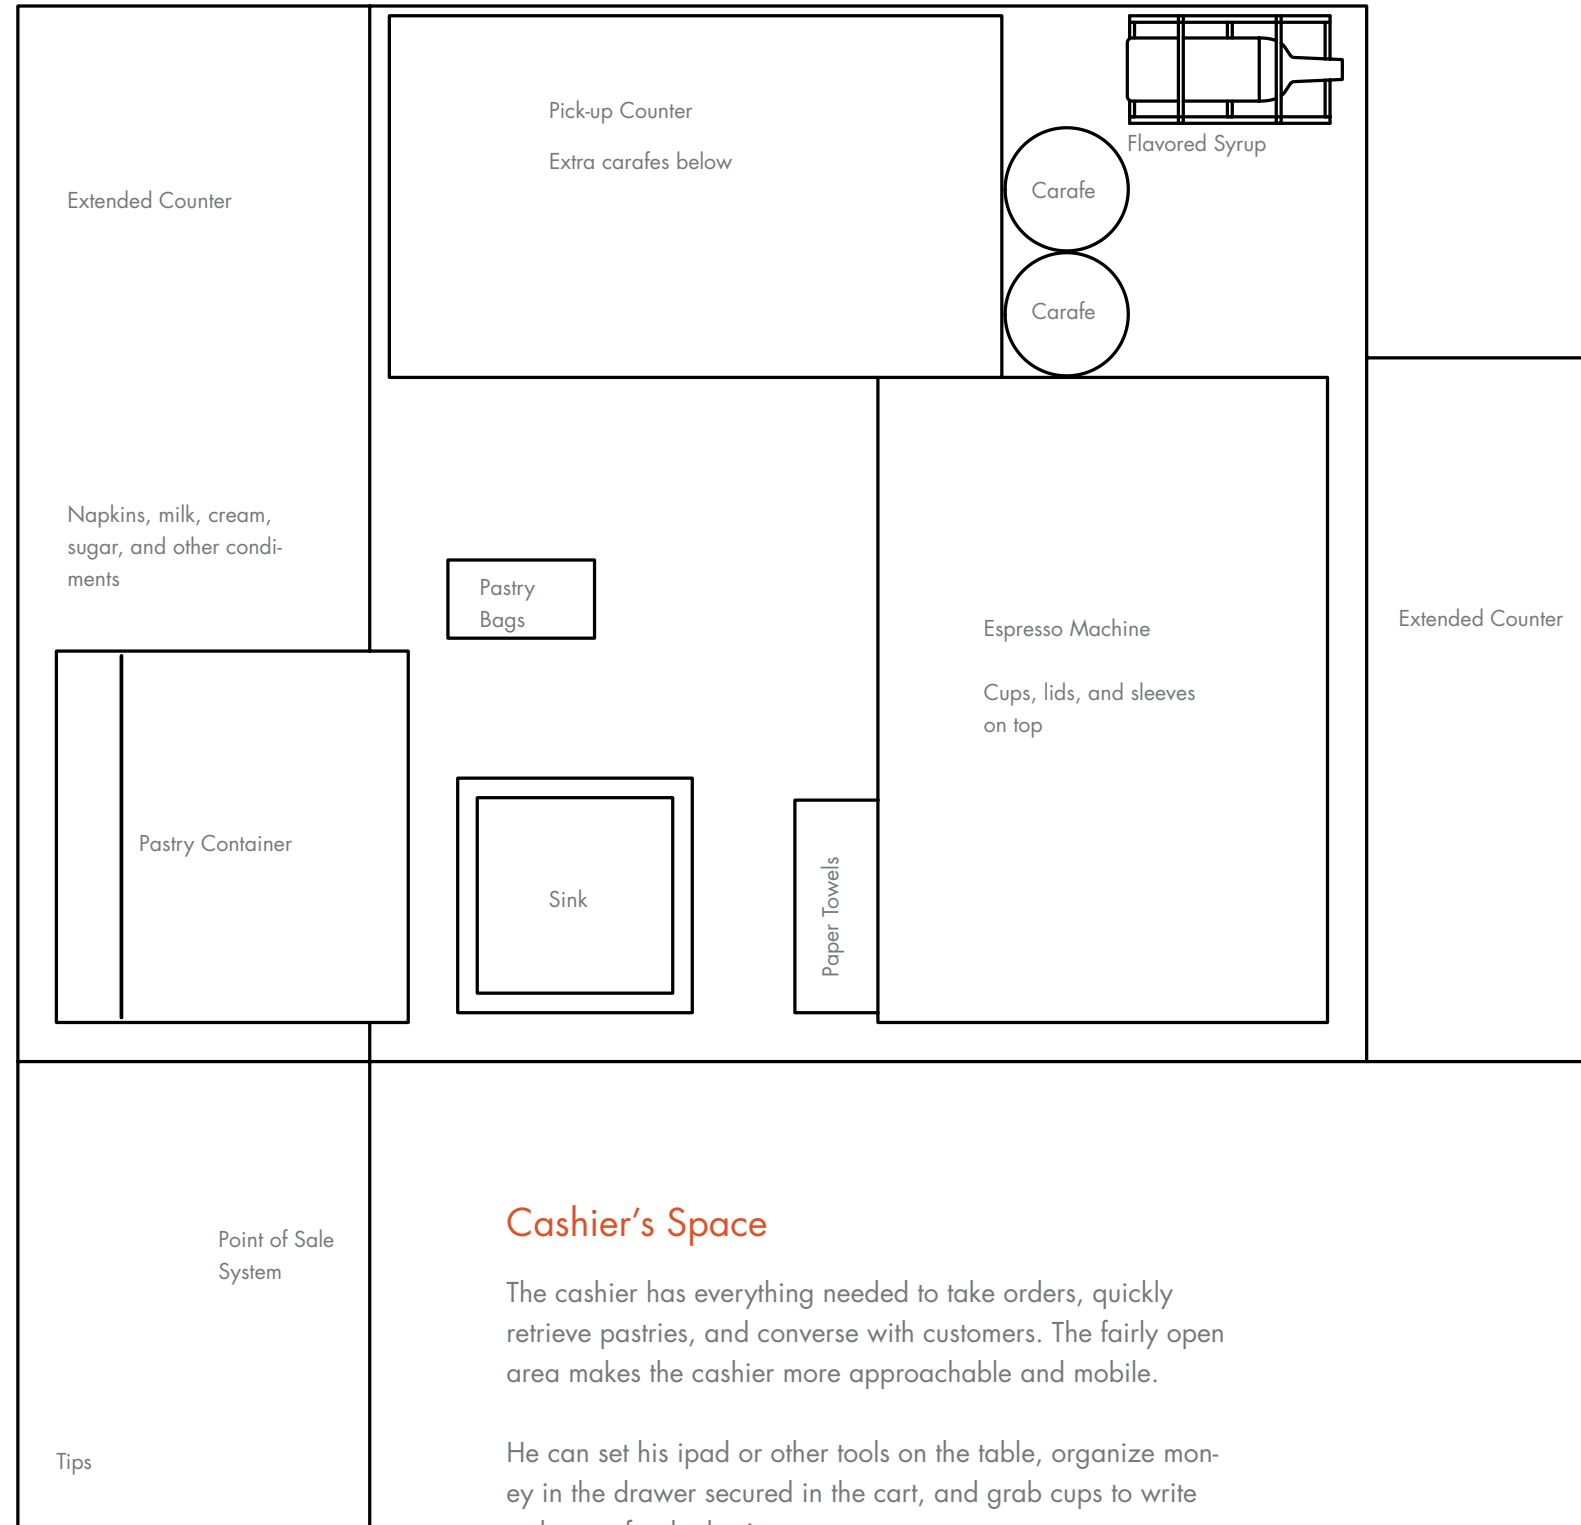 Pick-up Counter
Extra carafes below
Flavored Syrup
Carafe
Carafe
Extended Counter
Napkins, milk, cream,
sugar, and other condi-
ments
Pastry
Bags
Espresso Machine
Cups, lids, and sleeves
on top
Extended Counter
Pastry Container
Sink
Paper Towels
Point of Sale
System
Tips
Cashier’s Space
The cashier has everything needed to take orders, quickly
retrieve pastries, and converse with customers. The fairly open
area makes the cashier more approachable and mobile.
He can set his ipad or other tools on the table, organize mon-
ey in the drawer secured in the cart, and grab cups to write